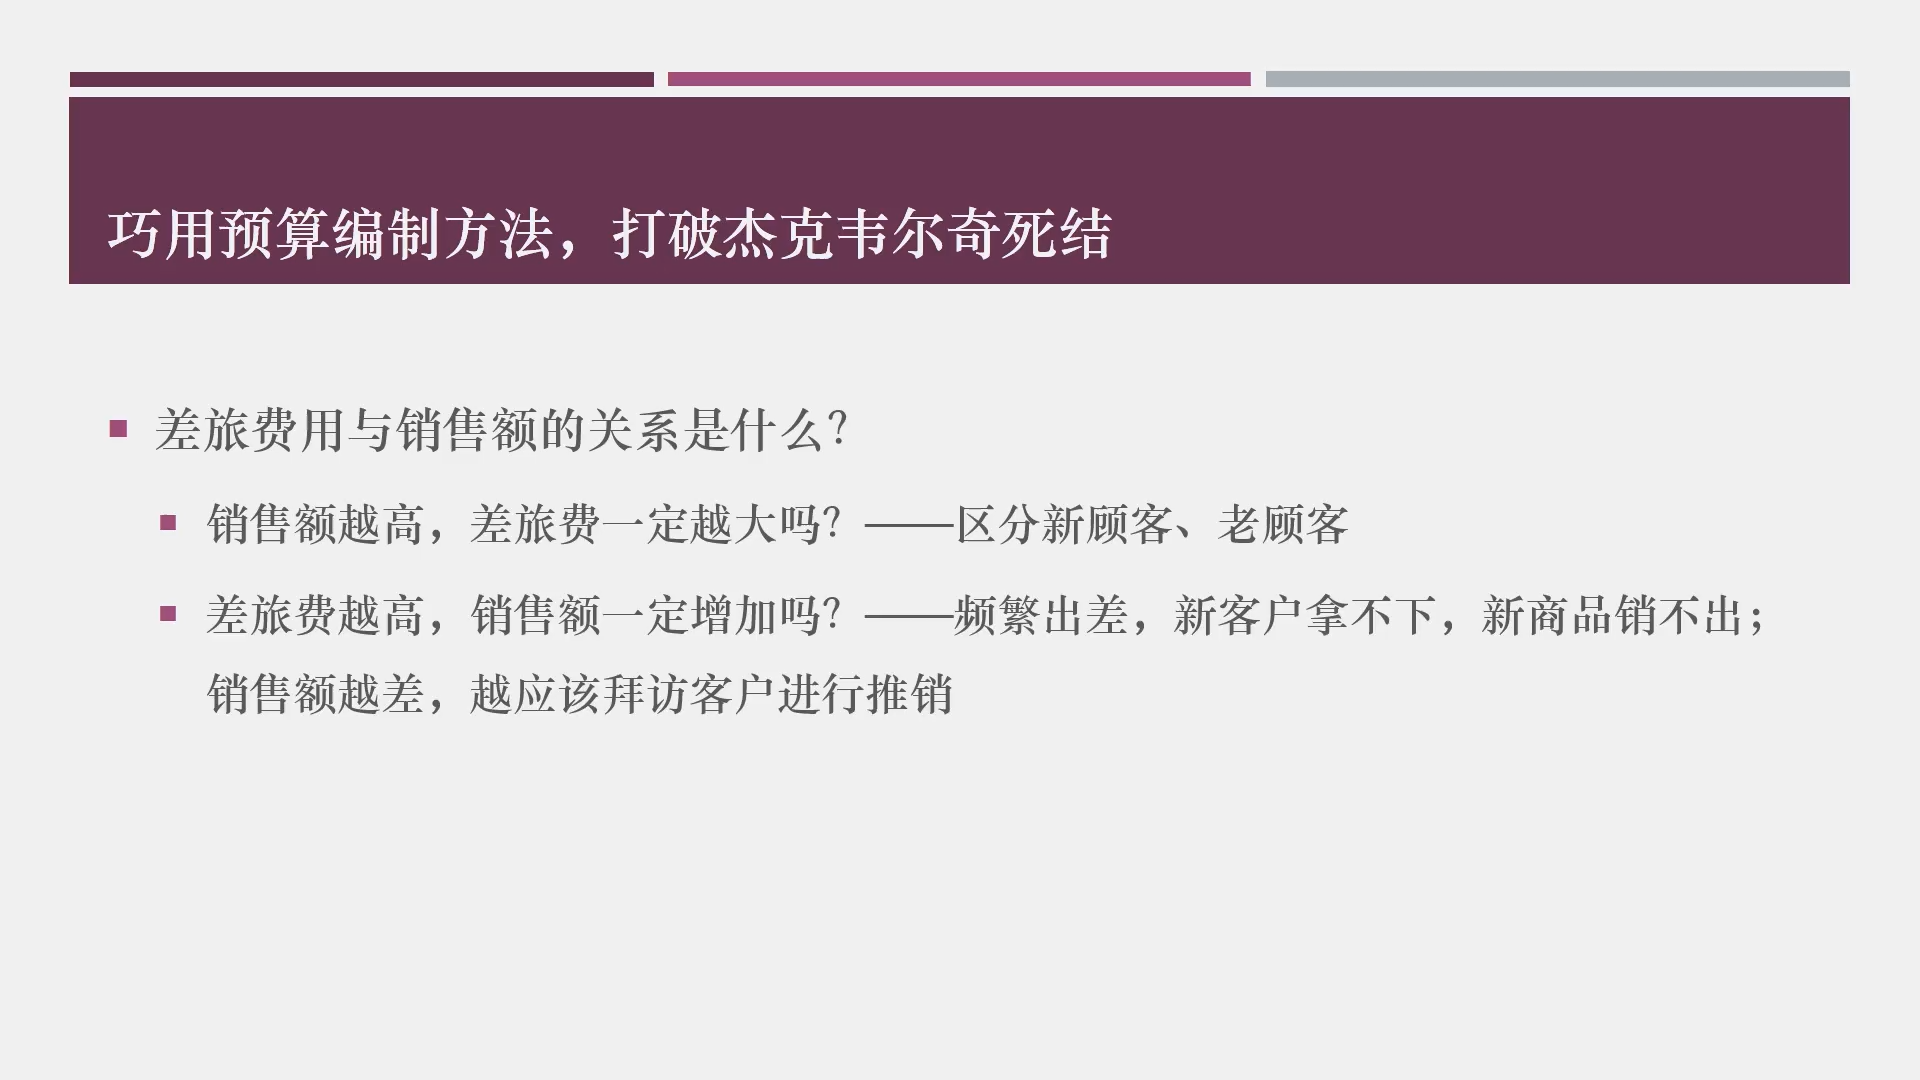 巧用预算编制方法，打破杰克韦尔奇死结
差旅费用与销售额的关系是什么？
销售额越高，差旅费一定越大吗？——区分新顾客、老顾客
差旅费越高，销售额一定增加吗？——频繁出差，新客户拿不下，新商品销不出；
销售额越差，越应该拜访客户进行推销